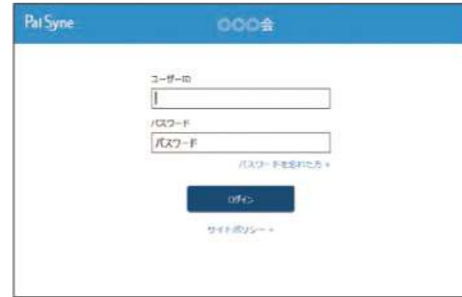 PatSyne
○○○会
ユーザーID
パスワード
パスワード
パスワードを忘れた方 »
ログイン
サイトポリシー »